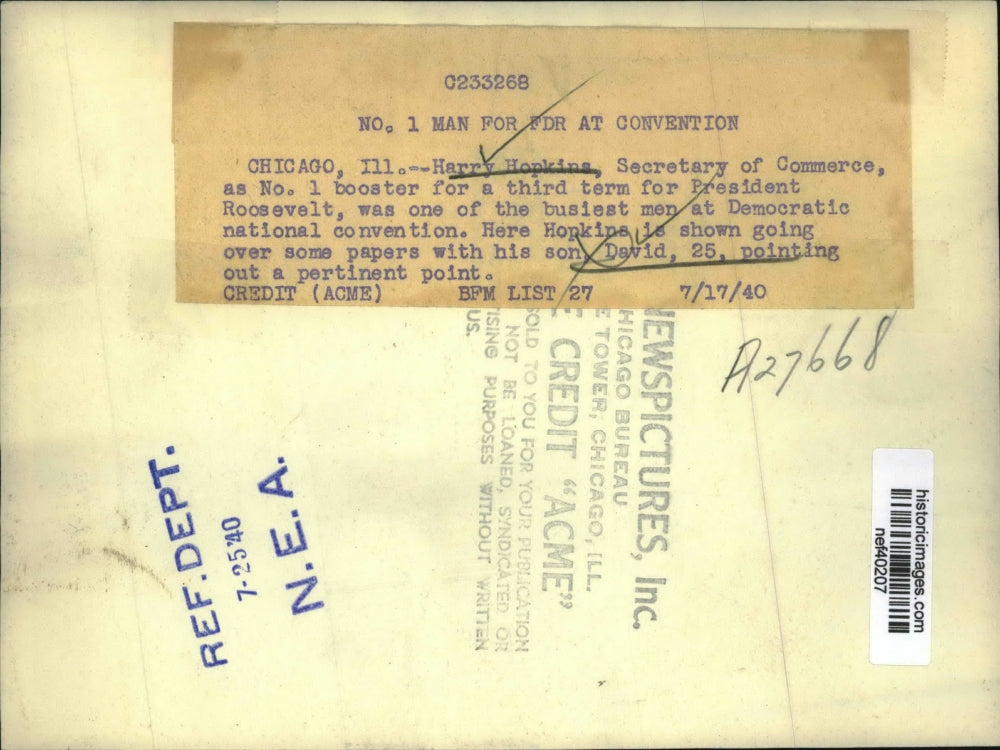 C233268
NO. 1 MAN FOR FDR AT CONVENTION
CHICAGO, Ill.--Harry Hopkins, Secretary of Commerce,
as No. 1 booster for a third term for President
Roosevelt, was one of the busiest men at Democratic
national convention. Here Hopkins is shown going
over some papers with his son, David, 25, pointing
out a pertinent point.
CREDIT (ACME) BFM LIST 27 7/17/40
A27668
NEWSPICTURES, Inc.
CHICAGO BUREAU
E TOWER, CHICAGO, ILL.
CREDIT "ACME"
SOLD TO YOU FOR YOUR PUBLICATION
NOT BE LOANED, SYNDICATED OR
ISING PURPOSES WITHOUT WRITTEN
US.
REF. DEPT.
7-25'40
N.E.A.
historicimages.com
nef40207